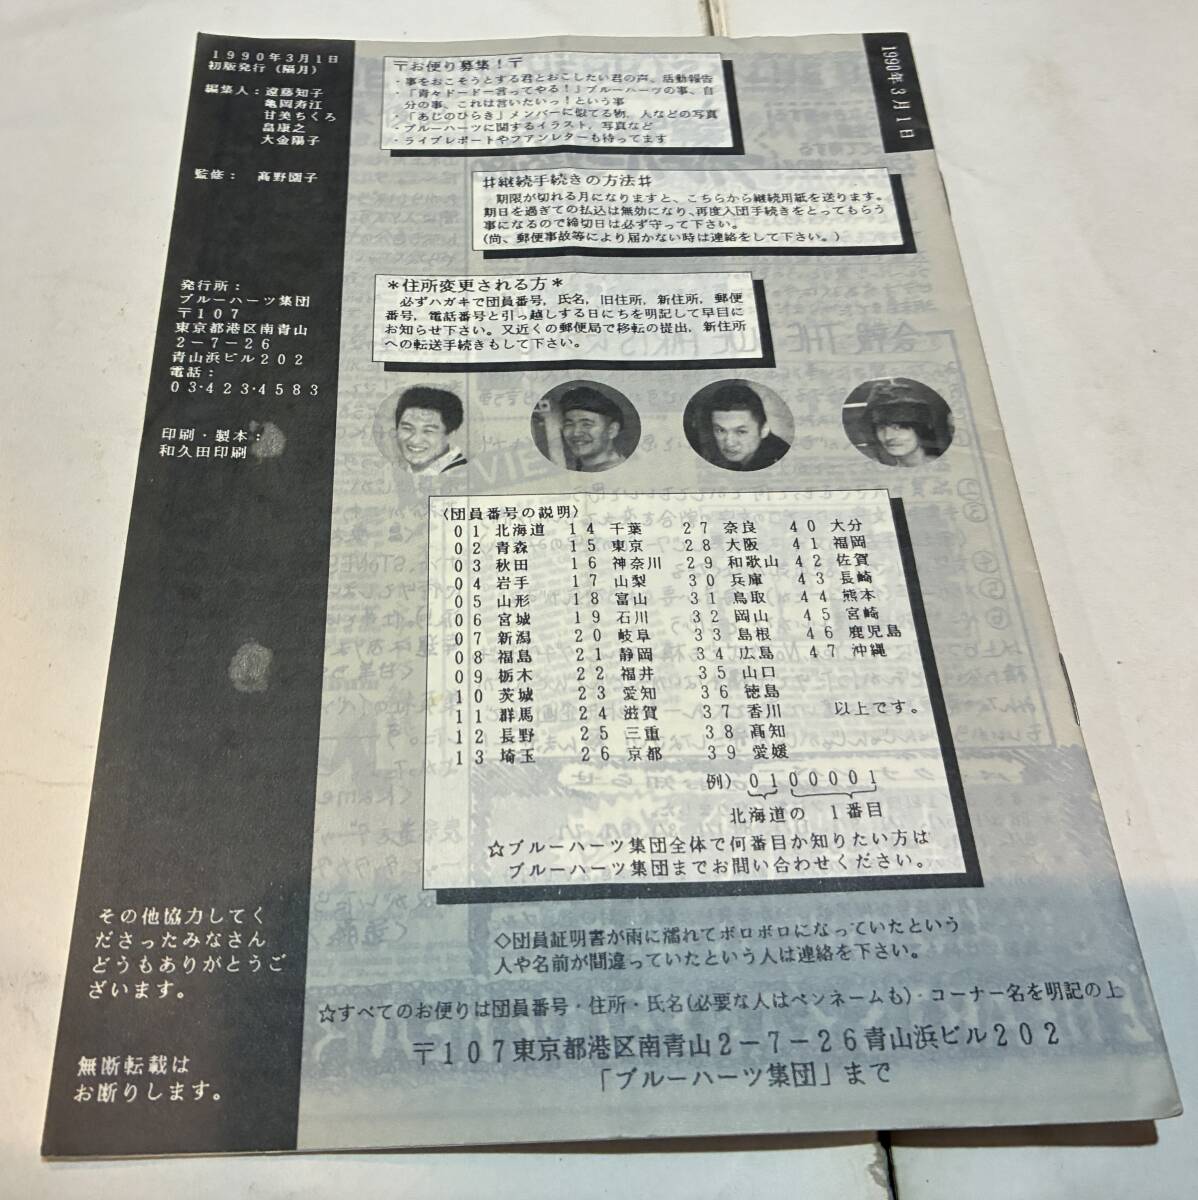 1990年3月1日
初版発行（隔月）
編集人：遠藤知子
亀岡寿江
甘美ちくろ
畠康之
大金陽子
監修： 高野園子
発行所：
ブルーハーツ集団
〒107
東京都港区南青山
2－7－26
青山浜ビル202
電話：
03・423・4583
印刷・製本：
和久田印刷
その他協力してく
ださったみなさん
どうもありがとうご
ざいます。
無断転載は
お断りします。
1990年3月1日
〒お便り募集！〒
・事をおこそうとする君とおこしたい君の声、活動報告
・「青々ドードー言ってやる！」ブルーハーツの事、自
分の事、これは言いたいっ！という事
・「あじのひらき」メンバーに似てる物、人などの写真
・ブルーハーツに関するイラスト，写真など
・ライブレポートやファンレターも待ってます
♯継続手続きの方法♯
期限が切れる月になりますと、こちらから継続用紙を送ります。
期日を過ぎての払込は無効になり、再度入団手続きをとってもらう
事になるので締切日は必ず守って下さい。
(尚、郵便事故等により届かない時は連絡をして下さい。)
＊住所変更される方＊
必ずハガキで団員番号，氏名，旧住所，新住所，郵便
番号，電話番号と引っ越しする日にちを明記して早目に
お知らせ下さい。又近くの郵便局で移転の提出，新住所
への転送手続きもして下さい。
〈団員番号の説明〉
01 北海道 14 千葉 27 奈良 40 大分
02 青森 15 東京 28 大阪 41 福岡
03 秋田 16 神奈川 29 和歌山 42 佐賀
04 岩手 17 山梨 30 兵庫 43 長崎
05 山形 18 富山 31 鳥取 44 熊本
06 宮城 19 石川 32 岡山 45 宮崎
07 新潟 20 岐阜 33 島根 46 鹿児島
08 福島 21 静岡 34 広島 47 沖縄
09 栃木 22 福井 35 山口
10 茨城 23 愛知 36 徳島
11 群馬 24 滋賀 37 香川 以上です。
12 長野 25 三重 38 高知
13 埼玉 26 京都 39 愛媛
例）0100001
北海道の 1番目
☆ブルーハーツ集団全体で何番目か知りたい方は
ブルーハーツ集団までお問い合わせください。
◇団員証明書が雨に濡れてボロボロになっていたという
人や名前が間違っていたという人は連絡を下さい。
☆すべてのお便りは団員番号・住所・氏名(必要な人はペンネームも)・コーナー名を明記の上
〒107東京都港区南青山2－7－26青山浜ビル202
「ブルーハーツ集団」まで